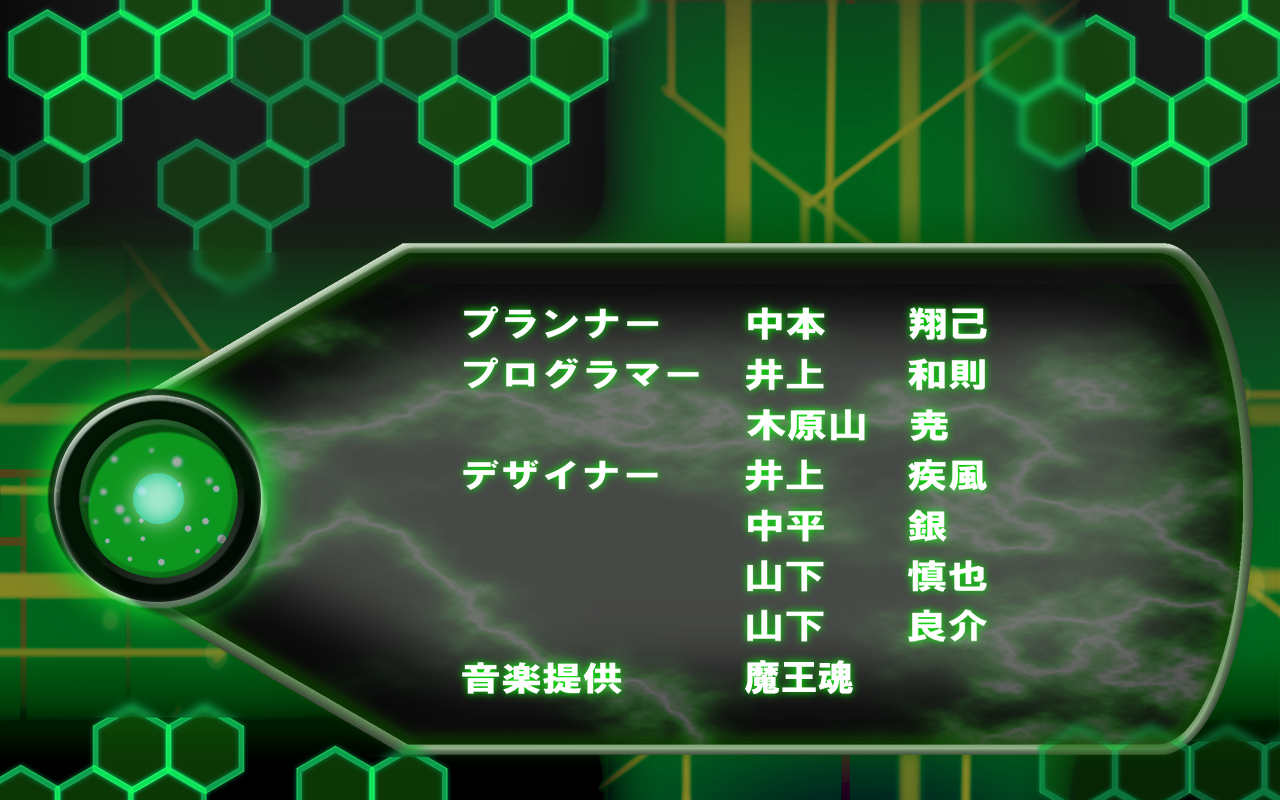 プランナー 中本 翔己
プログラマー 井上 和則
木原山 尭
デザイナー 井上 疾風
中平 銀
山下 慎也
山下 良介
音楽提供 魔王魂